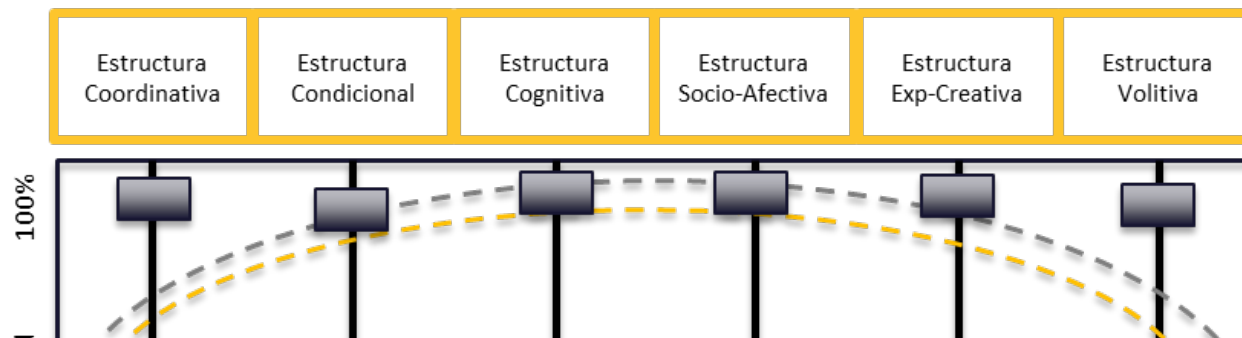 Estructura
Coordinativa
Estructura
Condicional
Estructura
Cognitiva
Estructura
Socio-Afectiva
Estructura
Exp-Creativa
Estructura
Volitiva
100%